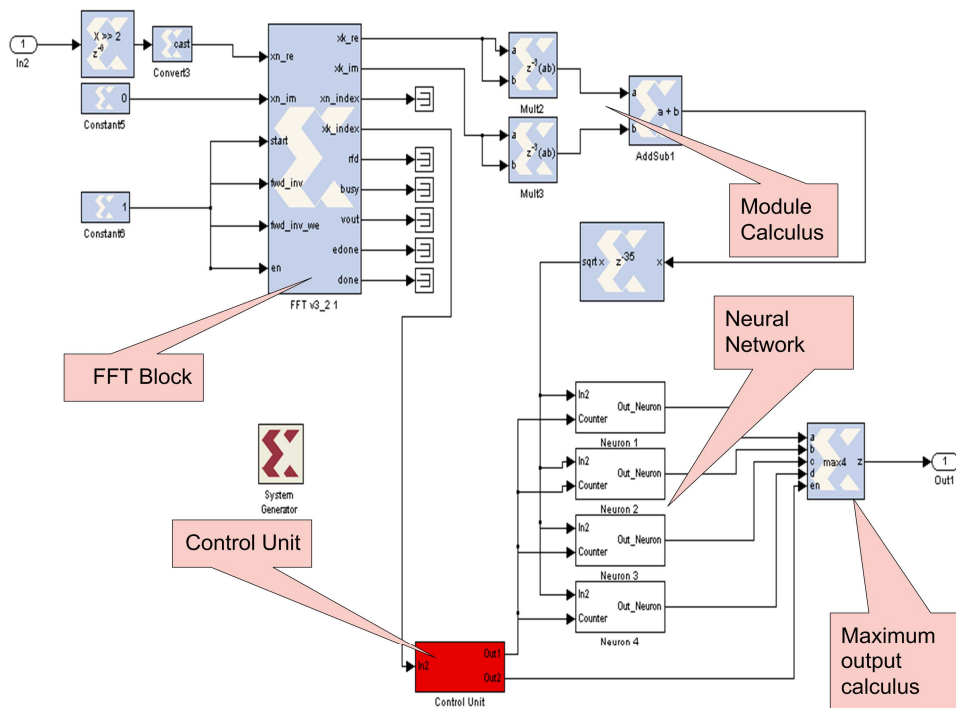 1
In2
X >> 2
z-0
cast
Convert3
0
Constant5
1
Constant6
xn_re
xn_im
start
fwd_inv
fwd_inv_we
en
xk_re
xk_im
xn_index
xk_index
rfd
busy
vout
edone
done
FFT v3_2 1
a
b
z-3(ab)
Mult2
a
b
z-3(ab)
Mult3
a
b
a + b
AddSub1
Module
Calculus
sqrt x
z-35
x
FFT Block
Neural
Network
System
Generator
In2
Counter
Out_Neuron
Neuron 1
In2
Counter
Out_Neuron
Neuron 2
In2
Counter
Out_Neuron
Neuron 3
In2
Counter
Out_Neuron
Neuron 4
a
b
c
d
en
max4
z
1
Out1
Control Unit
In2
Out1
Out2
Control Unit
Maximum
output
calculus